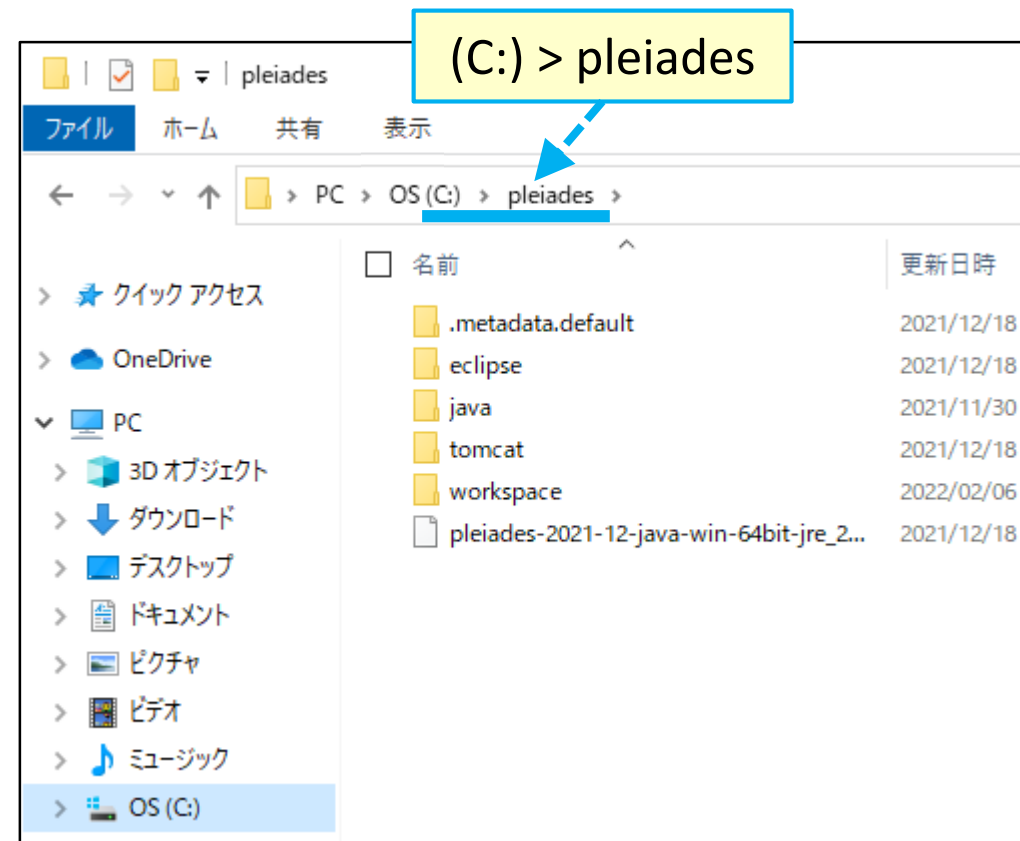 (C:) > pleiades
pleiades
ファイル ホーム 共有 表示
PC > OS (C:) > pleiades >
名前 更新日時
クイック アクセス
OneDrive
PC
3D オブジェクト
ダウンロード
デスクトップ
ドキュメント
ピクチャ
ビデオ
ミュージック
OS (C:)
.metadata.default 2021/12/18
eclipse 2021/12/18
java 2021/11/30
tomcat 2021/12/18
workspace 2022/02/06
pleiades-2021-12-java-win-64bit-jre_2... 2021/12/18